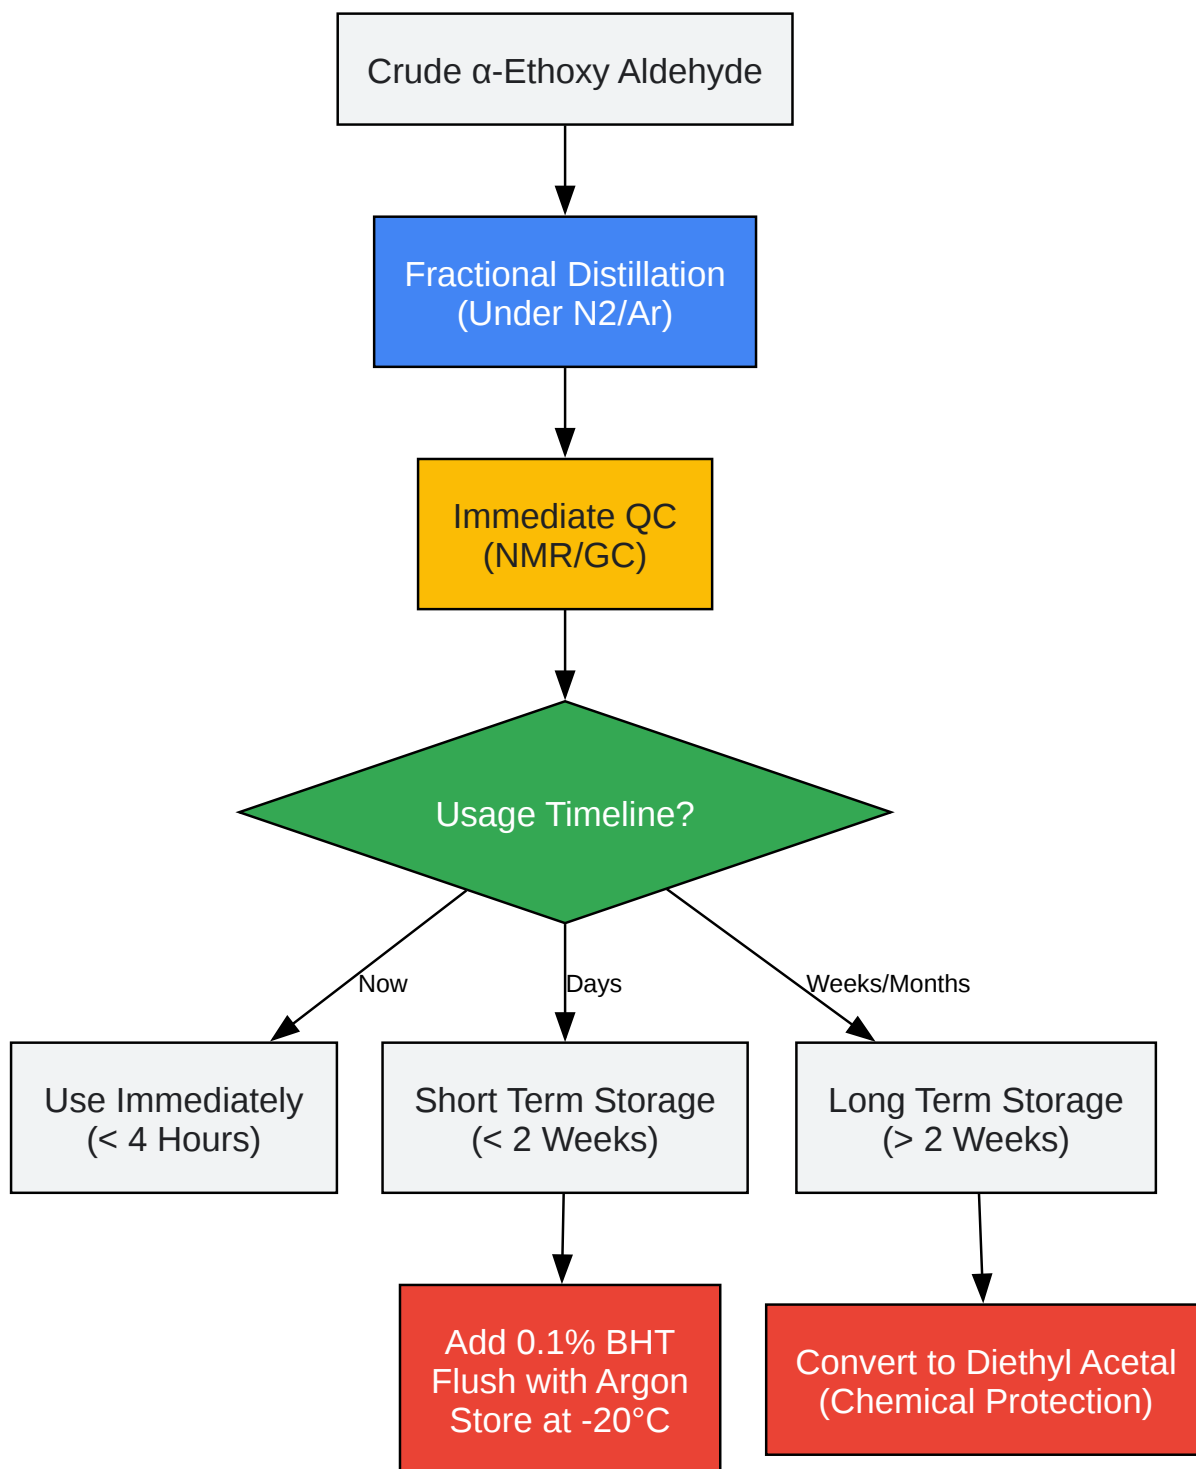 Crude α-Ethoxy Aldehyde
Fractional Distillation
(Under N2/Ar)
Immediate QC
(NMR/GC)
Usage Timeline?
Now
Days
Weeks/Months
Use Immediately
(< 4 Hours)
Short Term Storage
(< 2 Weeks)
Long Term Storage
(> 2 Weeks)
Add 0.1% BHT
Flush with Argon
Store at -20°C
Convert to Diethyl Acetal
(Chemical Protection)